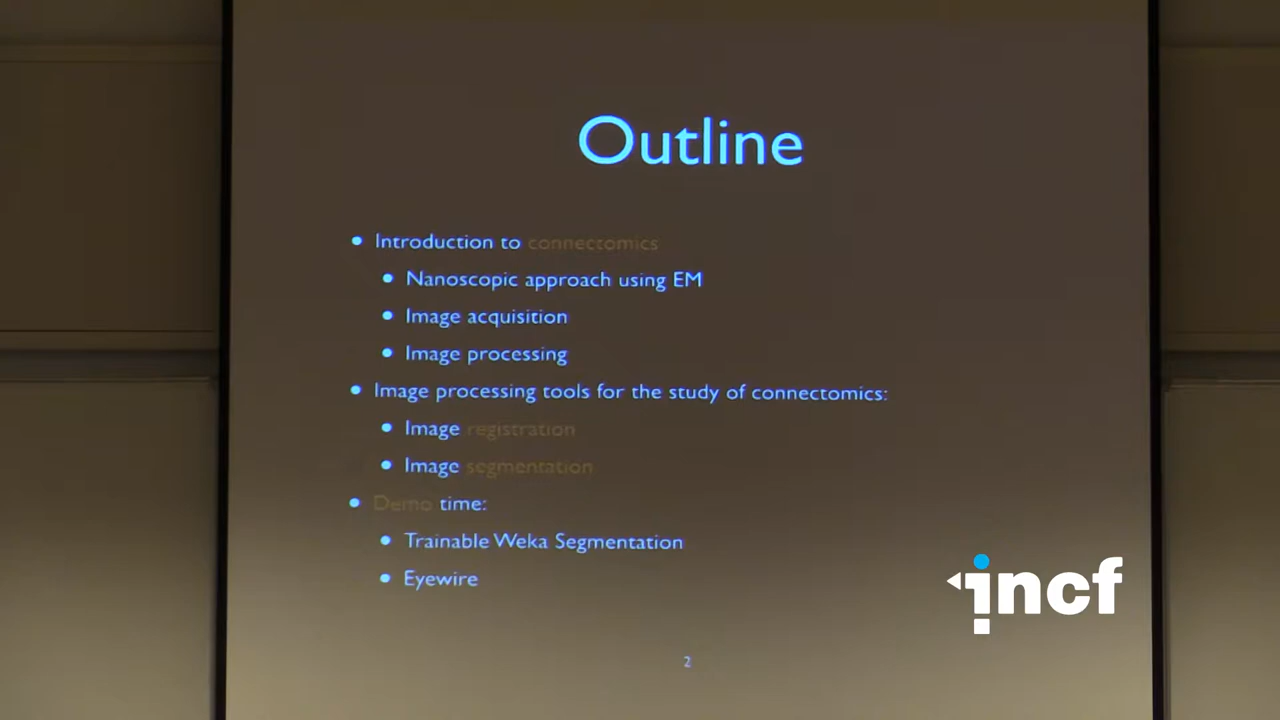 Outline
• Introduction to connectomics
• Nanoscopic approach using EM
• Image acquisition
• Image processing
• Image processing tools for the study of connectomics:
• Image registration
• Image segmentation
• Demo time:
• Trainable Weka Segmentation
• Eyewire
incf
2